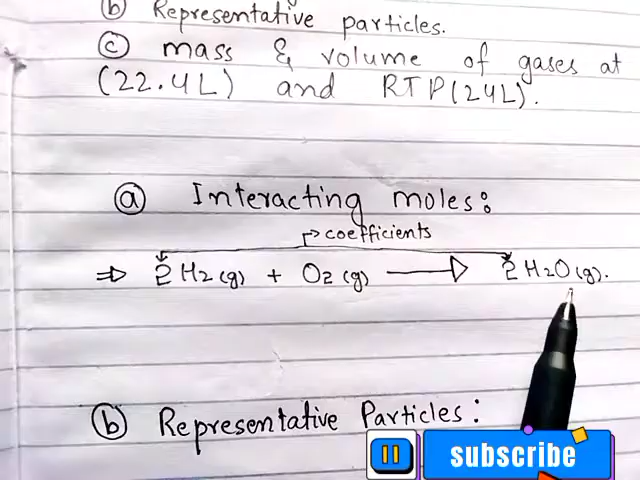 (b) Representative particles.
(c) mass & volume of gases at
(22.4L) and RTP(24L).
(a) Interacting moles:
coefficients
⇒ 2H2(g) + O2(g) → 2H2O(g).
(b) Representative Particles:
subscribe